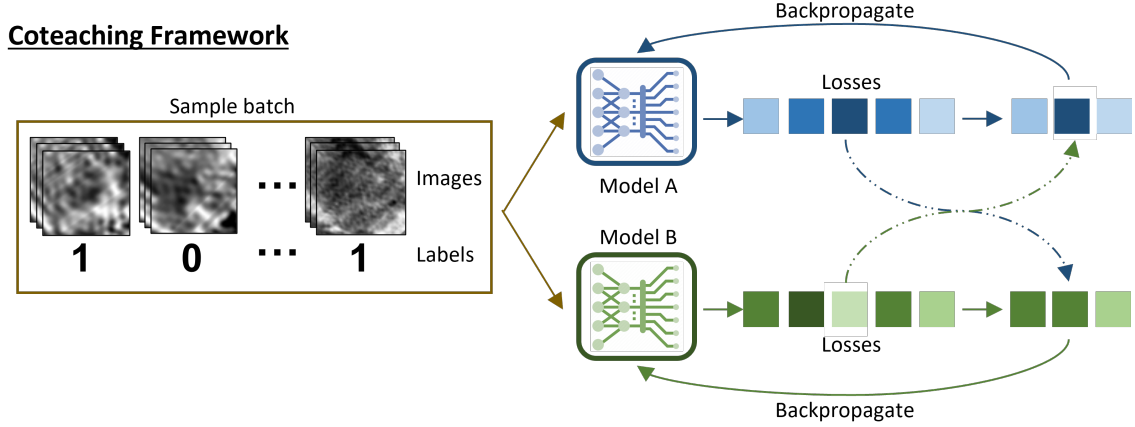 Coteaching Framework
Sample batch
Images
1 0 ... 1
Labels
Backpropagate
Model A
Losses
Model B
Losses
Backpropagate